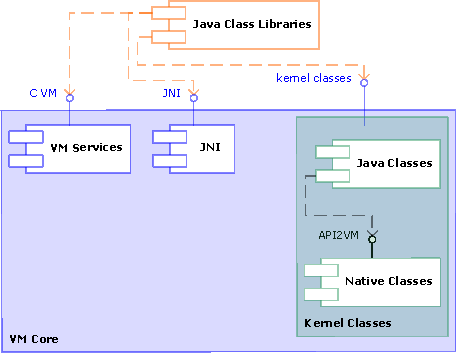 Java Class Libraries
kernel classes
C VM
JNI
VM Services
JNI
Java Classes
API2VM
Native Classes
Kernel Classes
VM Core